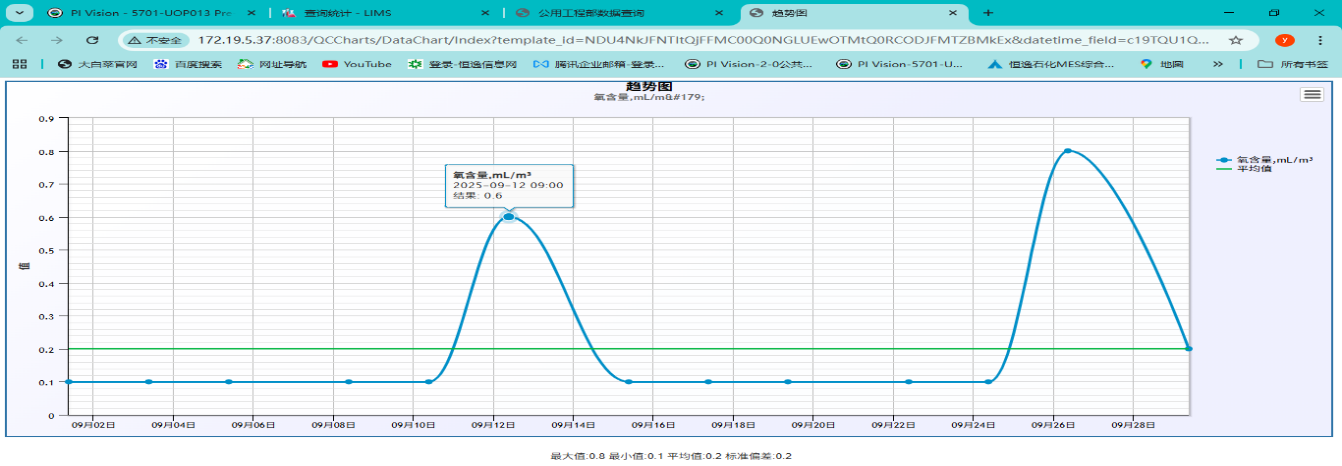 PI Vision - 5701-UOP013 Pre
查询统计 - LIMS
公用工程部数据查询
趋势图
不安全
172.19.5.37:8083/QCCharts/DataChart/Index?template_id=NDU4NkJFNTItQjFFMC00Q0NGLUEwOTMtQ0RCODJFMTZBMkEx&datetime_field=c19TQU1Q...
大白菜官网
百度搜索
网址导航
YouTube
登录-恒逸信息网
腾讯企业邮箱-登录...
PI Vision-2-0公共...
PI Vision-5701-U...
恒逸石化MES综合...
地图
所有书签
趋势图
氧含量,mL/m&#179;
0.9
0.8
0.7
0.6
0.5
0.4
0.3
0.2
0.1
0
值
氧含量,mL/m³
2025-09-12 09:00
结果: 0.6
氧含量,mL/m³
平均值
09月02日 09月04日 09月06日 09月08日 09月10日 09月12日 09月14日 09月16日 09月18日 09月20日 09月22日 09月24日 09月26日 09月28日
最大值:0.8 最小值:0.1 平均值:0.2 标准偏差:0.2